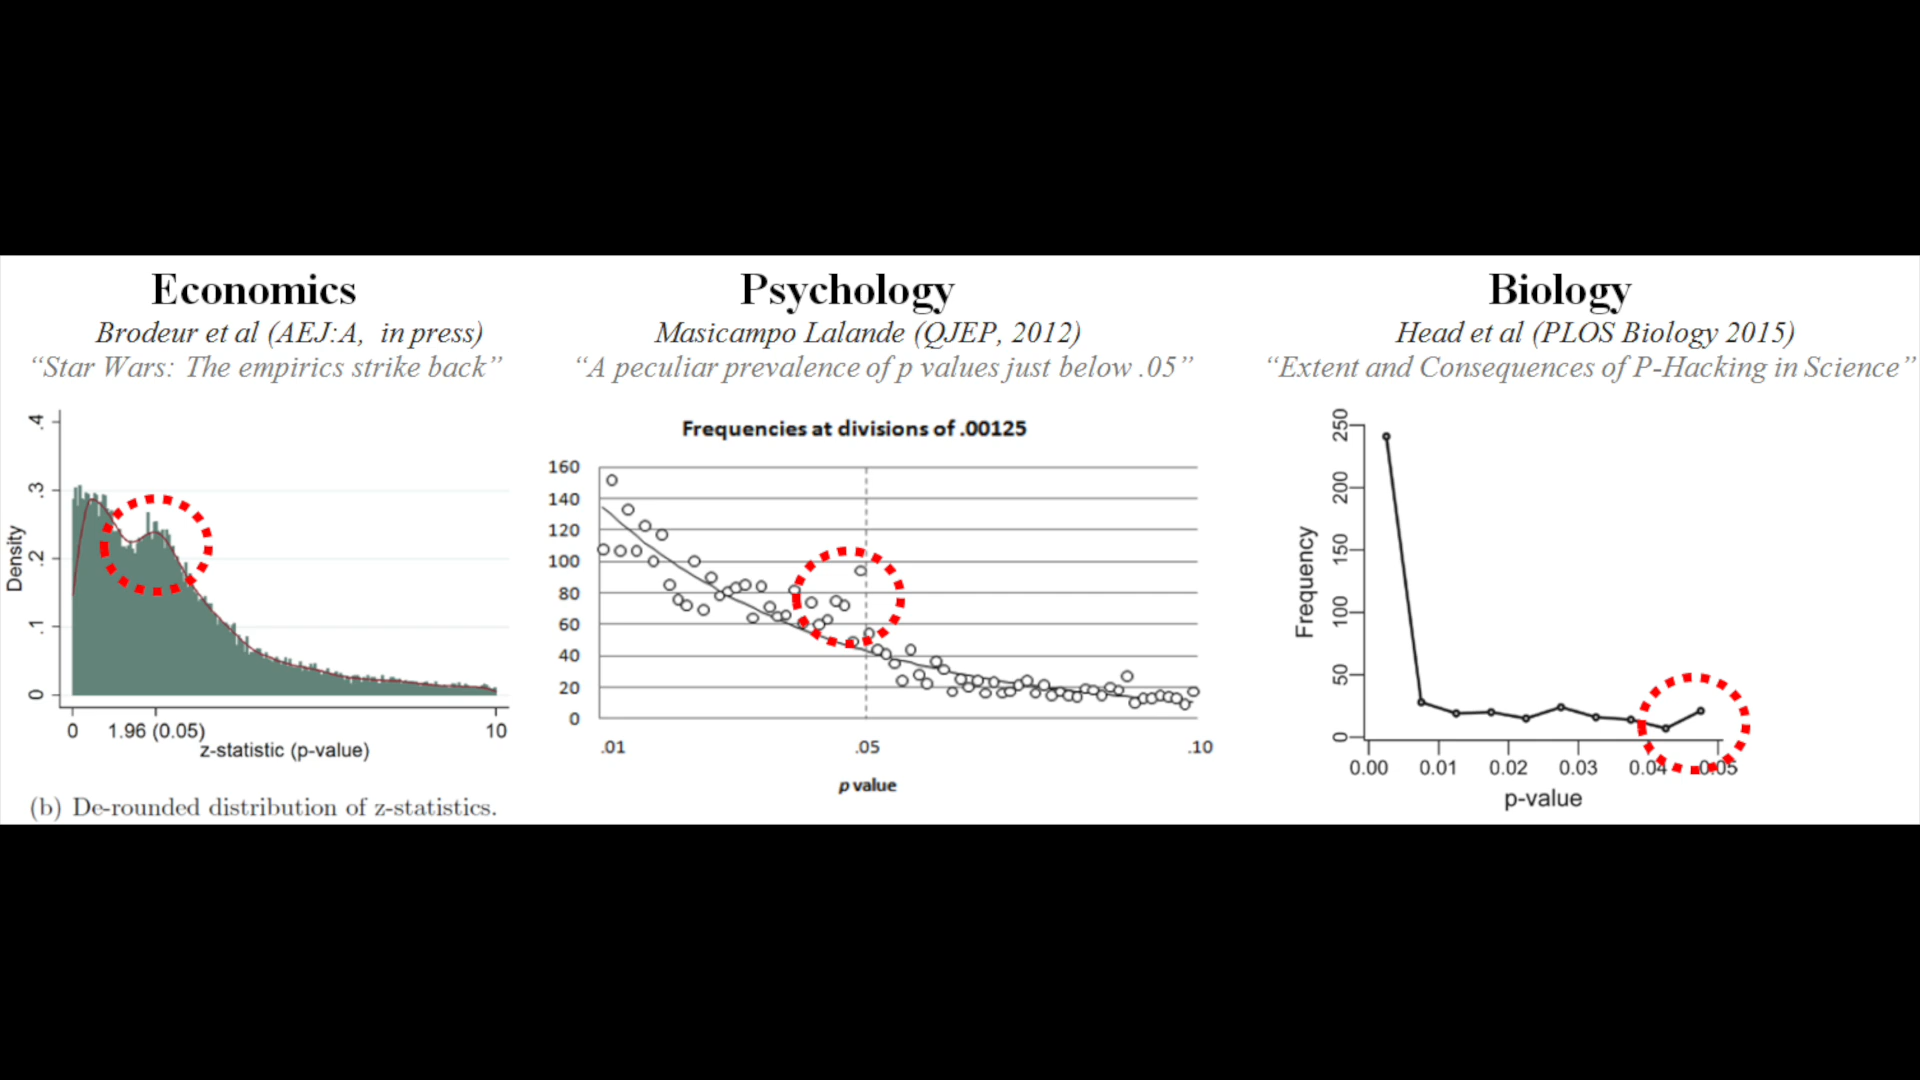 Economics
Brodeur et al (AEJ:A, in press)
“Star Wars: The empirics strike back”
.4
.3
.2
.1
0
Density
0
1.96 (0.05)
10
z-statistic (p-value)
(b) De-rounded distribution of z-statistics.
Psychology
Masicampo Lalande (QJEP, 2012)
“A peculiar prevalence of p values just below .05”
Frequencies at divisions of .00125
160
140
120
100
80
60
40
20
0
.01
.05
.10
p value
Biology
Head et al (PLOS Biology 2015)
“Extent and Consequences of P-Hacking in Science”
250
200
150
100
50
0
Frequency
0.00
0.01
0.02
0.03
0.04
0.05
p-value